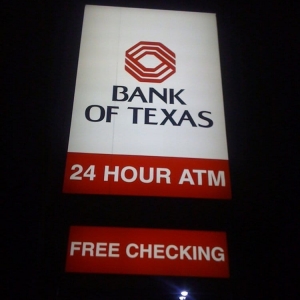 BANK
OF TEXAS
24 HOUR ATM
FREE CHECKING